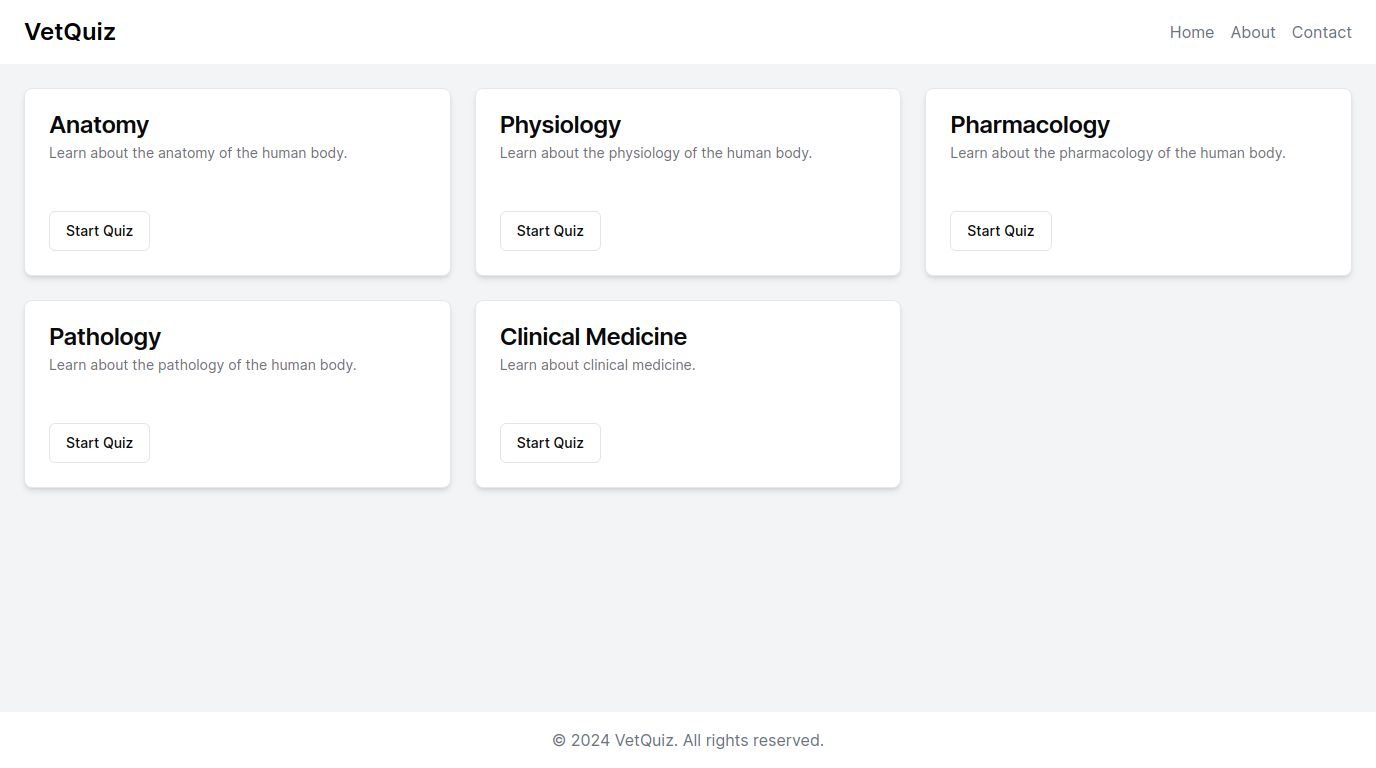 VetQuiz
Home About Contact
Anatomy
Learn about the anatomy of the human body.
Start Quiz
Physiology
Learn about the physiology of the human body.
Start Quiz
Pharmacology
Learn about the pharmacology of the human body.
Start Quiz
Pathology
Learn about the pathology of the human body.
Start Quiz
Clinical Medicine
Learn about clinical medicine.
Start Quiz
© 2024 VetQuiz. All rights reserved.